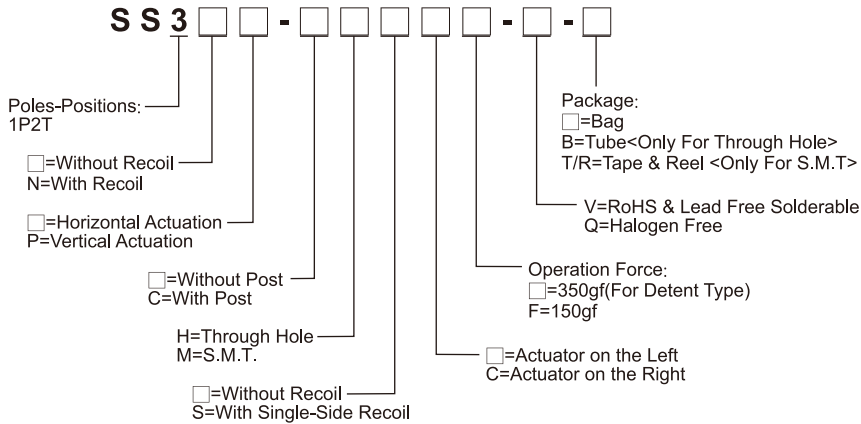 SS3□□-□□□□□-□-□
Poles-Positions:
1P2T
□=Without Recoil
N=With Recoil
□=Horizontal Actuation
P=Vertical Actuation
□=Without Post
C=With Post
H=Through Hole
M=S.M.T.
□=Without Recoil
S=With Single-Side Recoil
Package:
□=Bag
B=Tube<Only For Through Hole>
T/R=Tape & Reel <Only For S.M.T>
V=RoHS & Lead Free Solderable
Q=Halogen Free
Operation Force:
□=350gf(For Detent Type)
F=150gf
□=Actuator on the Left
C=Actuator on the Right